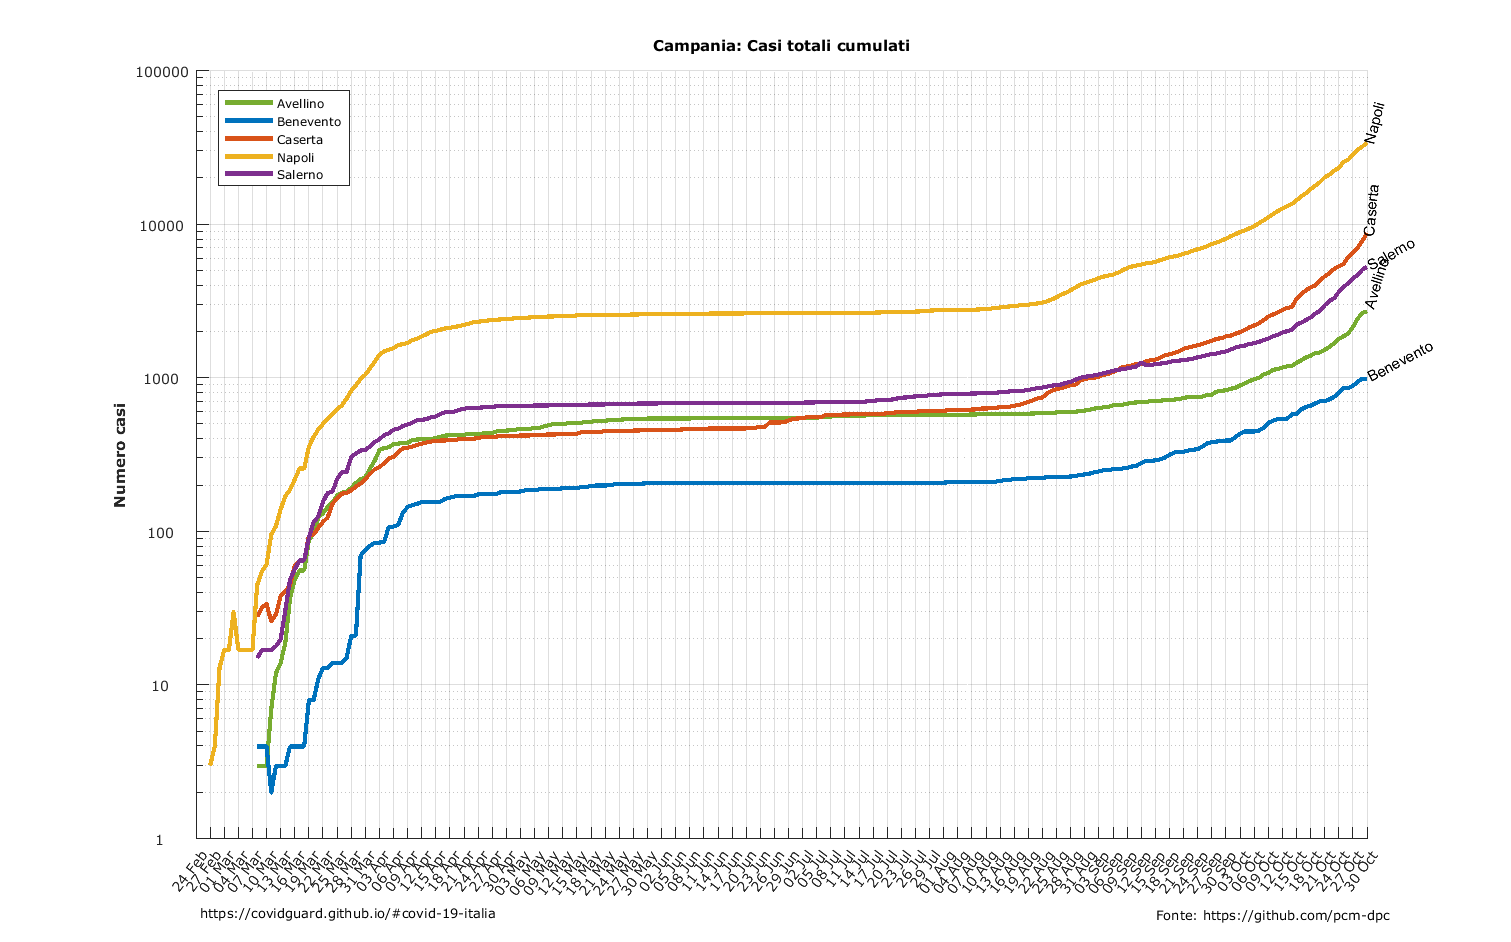 Campania: Casi totali cumulati
Numero casi
100000
10000
1000
100
10
1
Avellino
Benevento
Caserta
Napoli
Salerno
Napoli
Caserta
Salerno
Avellino
Benevento
24 Feb
27 Feb
01 Mar
04 Mar
07 Mar
10 Mar
13 Mar
16 Mar
19 Mar
22 Mar
25 Mar
28 Mar
31 Mar
03 Apr
06 Apr
09 Apr
12 Apr
15 Apr
18 Apr
21 Apr
24 Apr
27 Apr
30 Apr
03 May
06 May
09 May
12 May
15 May
18 May
21 May
24 May
27 May
30 May
02 Jun
05 Jun
08 Jun
11 Jun
14 Jun
17 Jun
20 Jun
23 Jun
26 Jun
29 Jun
02 Jul
05 Jul
08 Jul
11 Jul
14 Jul
17 Jul
20 Jul
23 Jul
26 Jul
29 Jul
01 Aug
04 Aug
07 Aug
10 Aug
13 Aug
16 Aug
19 Aug
22 Aug
25 Aug
28 Aug
31 Aug
03 Sep
06 Sep
09 Sep
12 Sep
15 Sep
18 Sep
21 Sep
24 Sep
27 Sep
30 Sep
03 Oct
06 Oct
09 Oct
12 Oct
15 Oct
18 Oct
21 Oct
24 Oct
27 Oct
30 Oct
https://covidguard.github.io/#covid-19-italia
Fonte: https://github.com/pcm-dpc